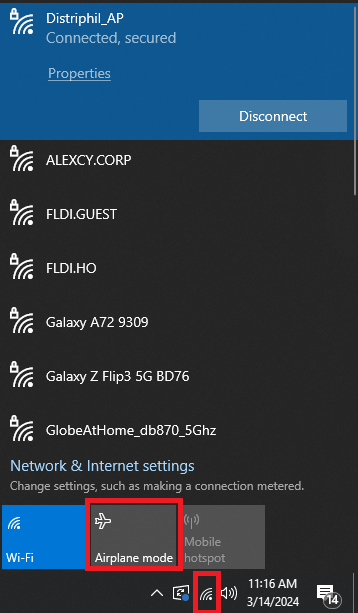 Distriphil_AP
Connected, secured
Properties
Disconnect
ALEXCY.CORP
FLDI.GUEST
FLDI.HO
Galaxy A72 9309
Galaxy Z Flip3 5G BD76
GlobeAtHome_db870_5Ghz
Network & Internet settings
Change settings, such as making a connection metered.
Wi-Fi
Airplane mode
Mobile
hotspot
11:16 AM
3/14/2024
14